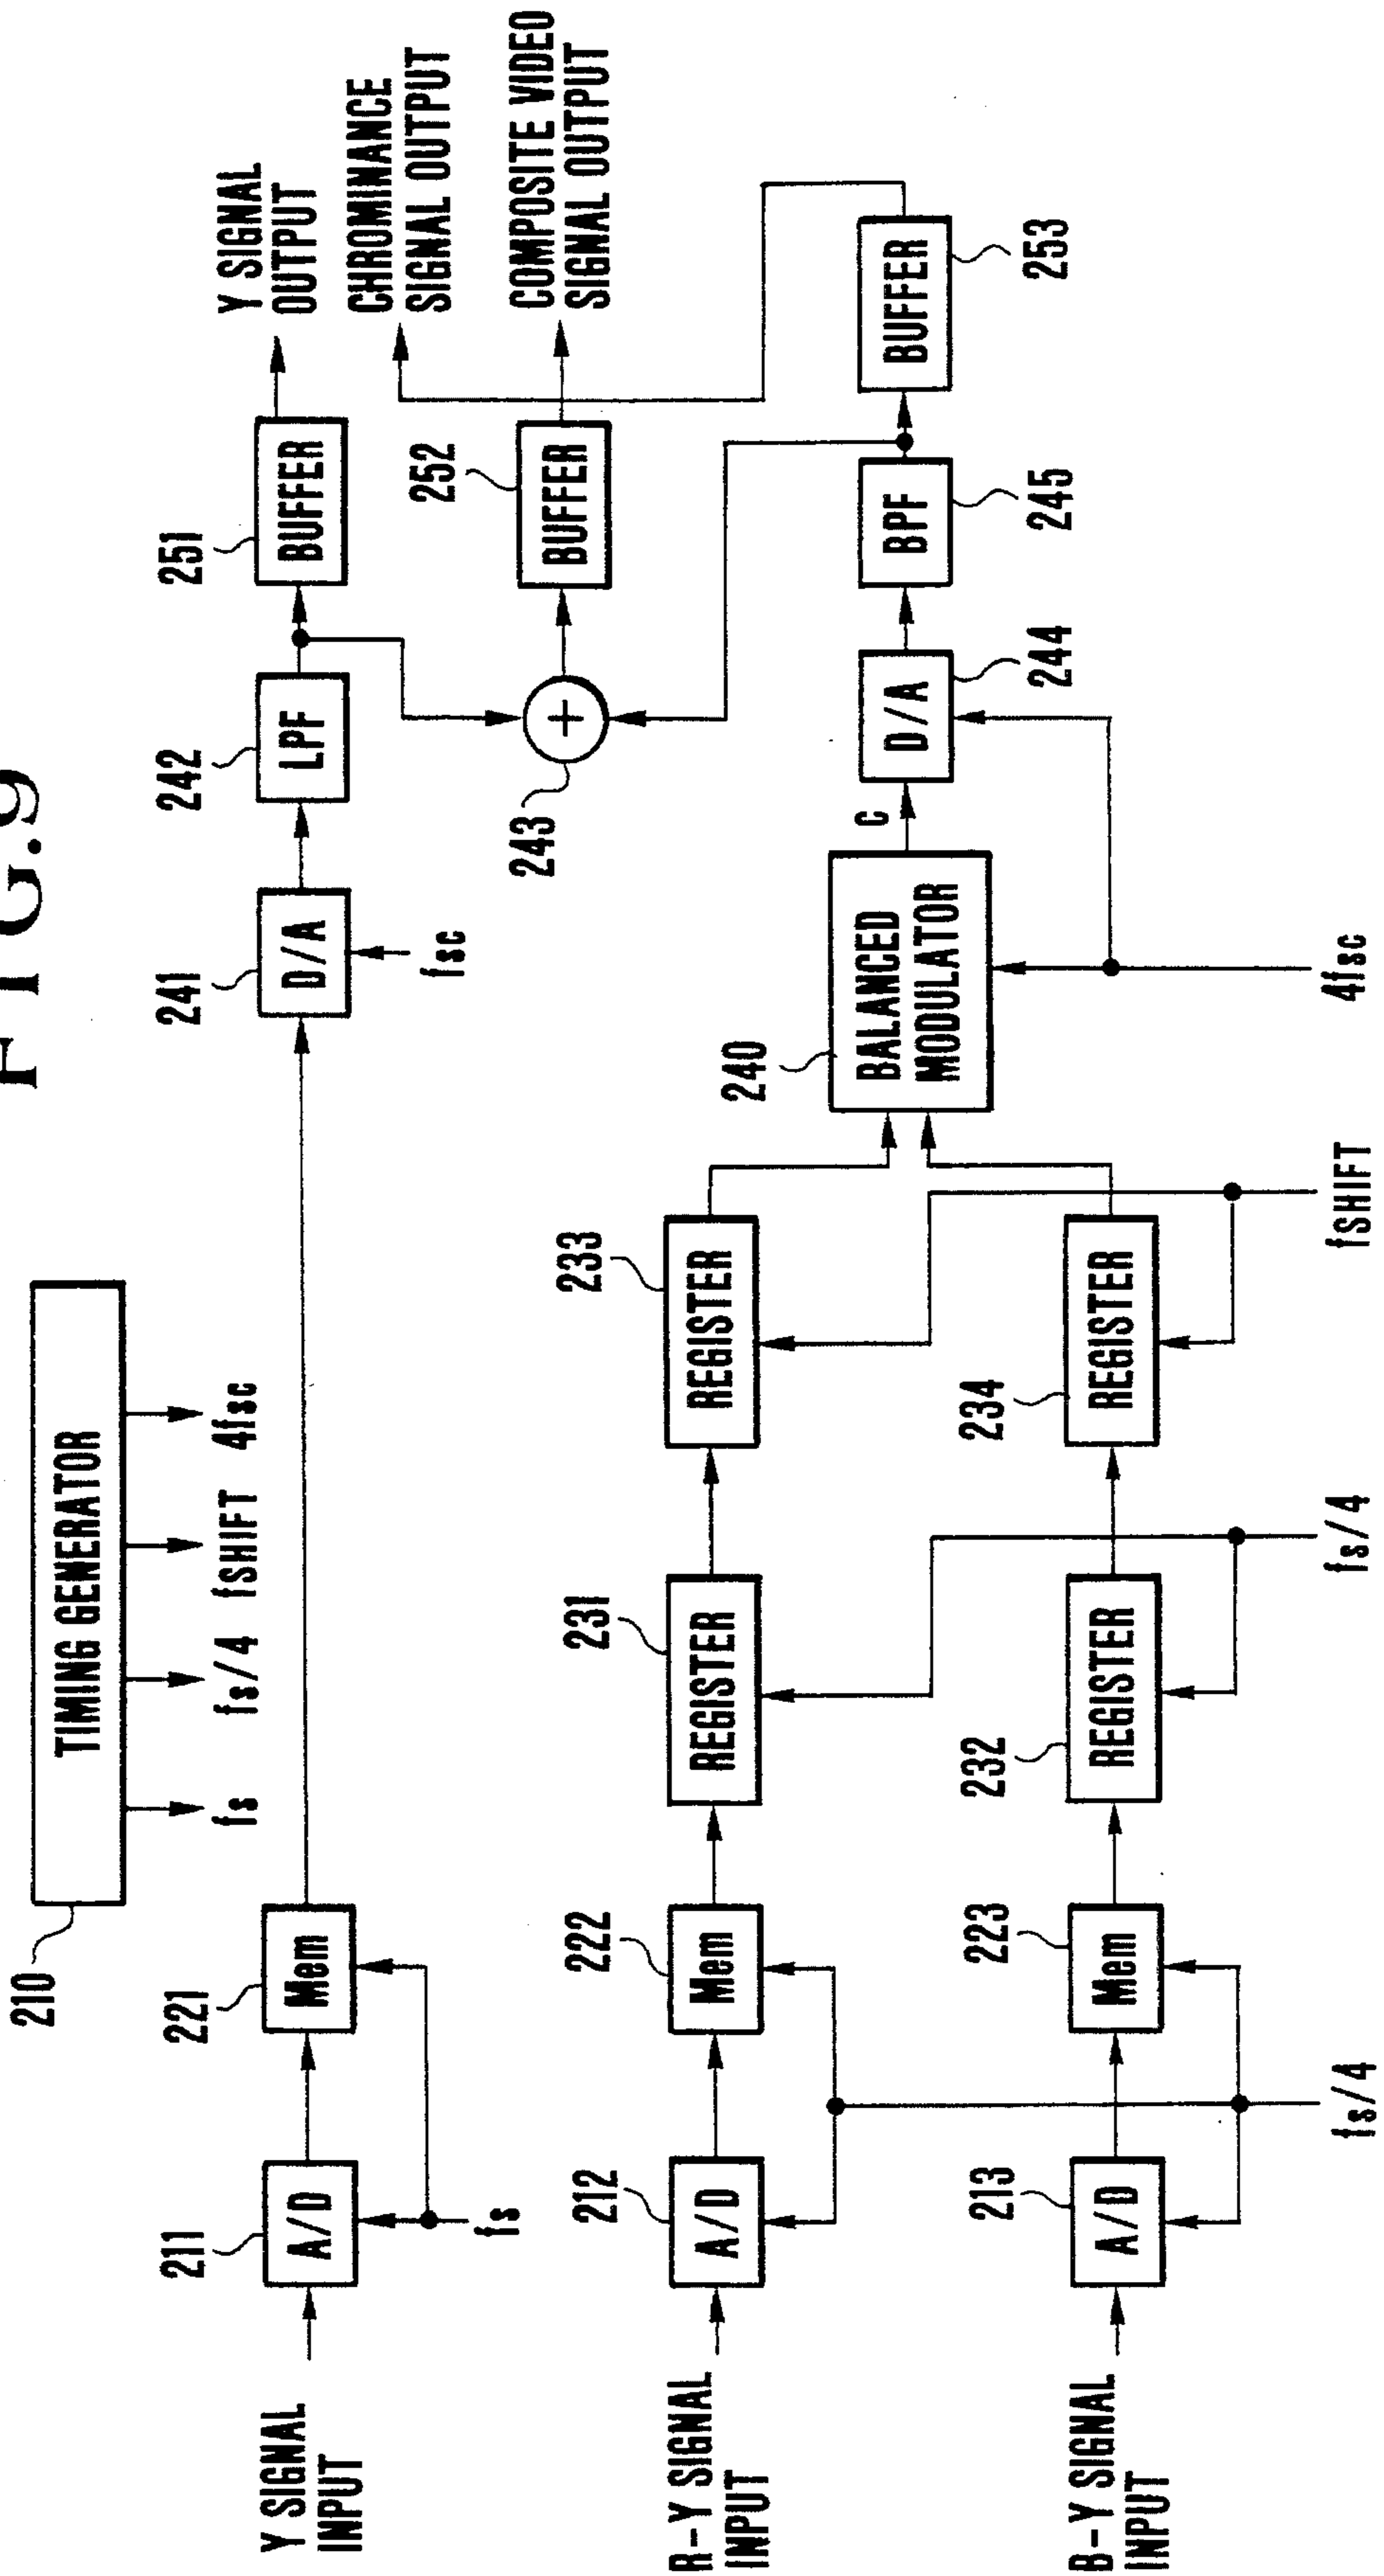 FIG.9
210
TIMING GENERATOR
fs
fs/4
fSHIFT
4fsc
Y SIGNAL
INPUT
211
A/D
fs
221
Mem
241
D/A
fsc
242
LPF
251
BUFFER
Y SIGNAL
OUTPUT
CHROMINANCE
SIGNAL OUTPUT
243
+
252
BUFFER
COMPOSITE VIDEO
SIGNAL OUTPUT
R-Y SIGNAL
INPUT
212
A/D
222
Mem
231
REGISTER
233
REGISTER
240
BALANCED
MODULATOR
C
D/A
244
BPF
245
BUFFER
253
B-Y SIGNAL
INPUT
213
A/D
223
Mem
232
REGISTER
234
REGISTER
fs/4
fs/4
fSHIFT
4fsc